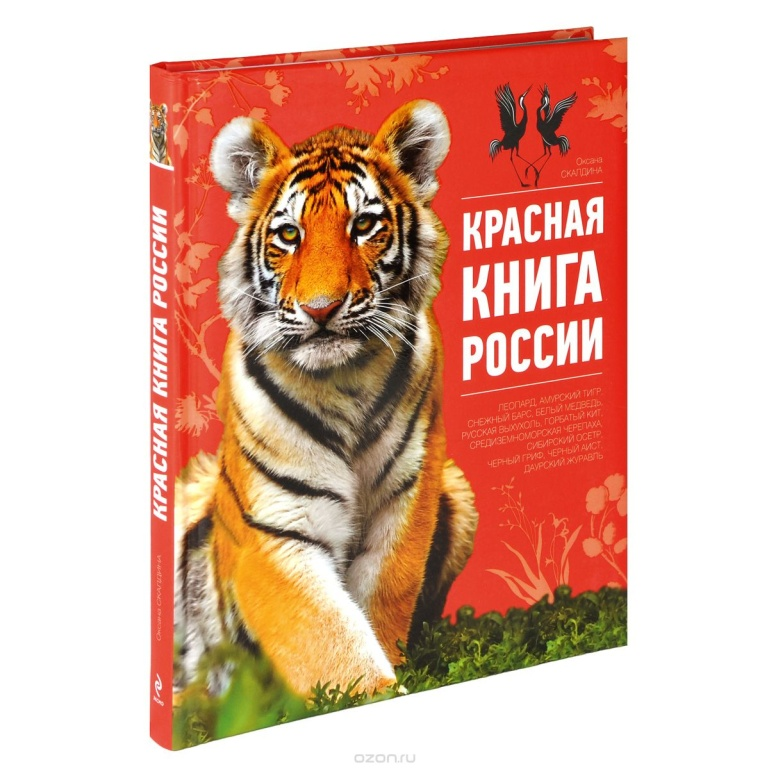 Оксана
СКАЛДИНА
КРАСНАЯ
КНИГА
РОССИИ
ЛЕОПАРД, АМУРСКИЙ ТИГР,
СНЕЖНЫЙ БАРС, БЕЛЫЙ МЕДВЕДЬ,
РУССКАЯ ВЫХУХОЛЬ, ГОРБАТЫЙ КИТ,
СРЕДИЗЕМНОМОРСКАЯ ЧЕРЕПАХА,
СИБИРСКИЙ ОСЕТР,
ЧЕРНЫЙ ГРИФ, ЧЕРНЫЙ АИСТ,
ДАУРСКИЙ ЖУРАВЛЬ
КРАСНАЯ КНИГА РОССИИ
Оксана СКАЛДИНА
ozon.ru